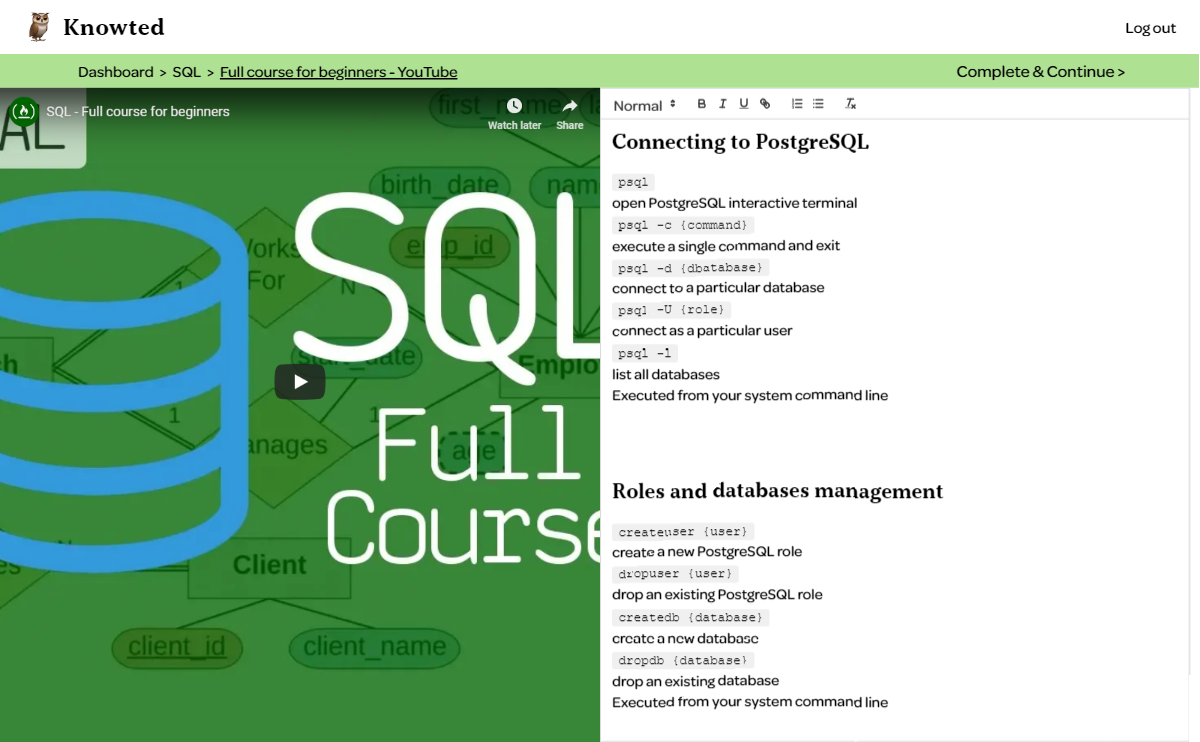 Knowted
Log out
Dashboard > SQL > Full course for beginners - YouTube
Complete & Continue >
SQL - Full course for beginners
Watch later
Share
first_name
birth_date
nam
emp_id
Works
For
N
1
start_date
Emplo
h
1
1
anages
age
SQL
Full
Course
es
N
Client
client_id
client_name
Normal
B I U
Connecting to PostgreSQL
psql
open PostgreSQL interactive terminal
psql -c {command}
execute a single command and exit
psql -d {dbatabase}
connect to a particular database
psql -U {role}
connect as a particular user
psql -l
list all databases
Executed from your system command line
Roles and databases management
createuser {user}
create a new PostgreSQL role
dropuser {user}
drop an existing PostgreSQL role
createdb {database}
create a new database
dropdb {database}
drop an existing database
Executed from your system command line